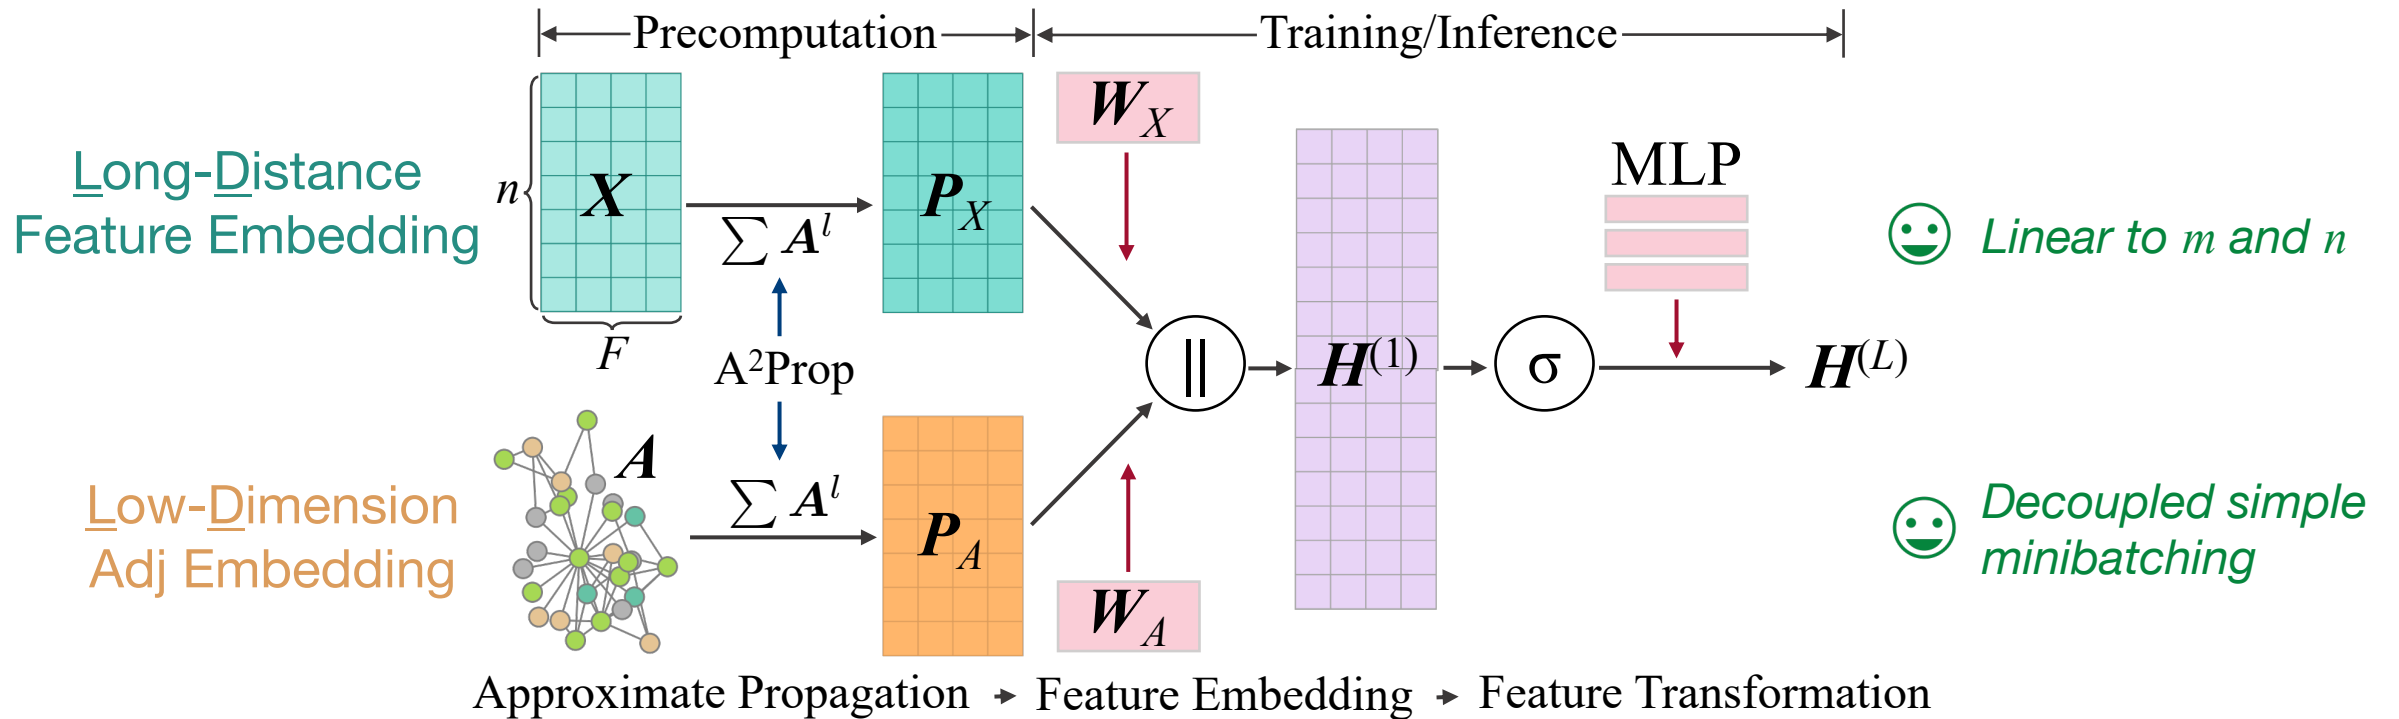 Precomputation
Training/Inference
Long-Distance
Feature Embedding
n
X
F
∑ A^l
P_X
W_X
A²Prop
Low-Dimension
Adj Embedding
A
∑ A^l
P_A
W_A
||
H^(1)
σ
MLP
H^(L)
Linear to m and n
Decoupled simple
minibatching
Approximate Propagation → Feature Embedding → Feature Transformation